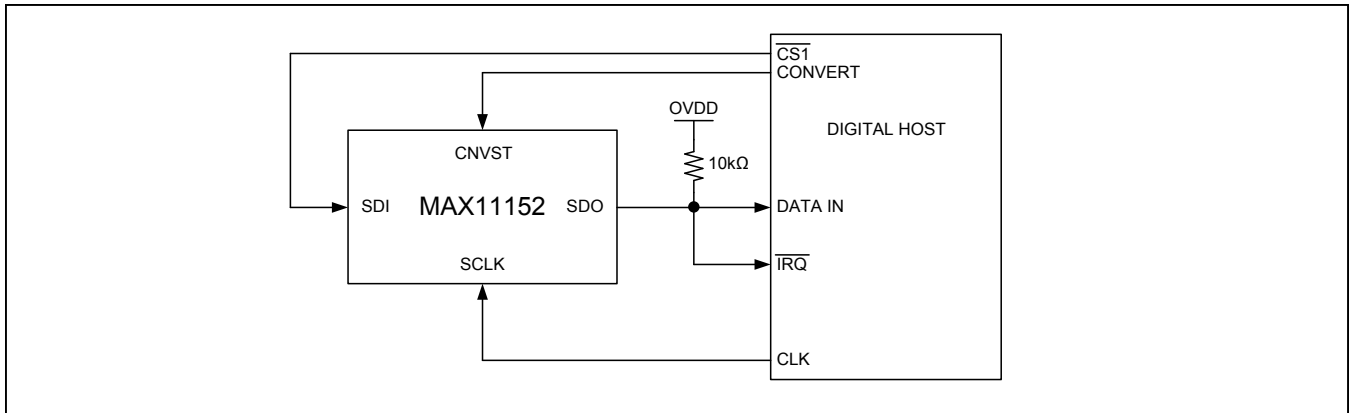 CS1
CONVERT
OVDD
DIGITAL HOST
CNVST
10kΩ
SDI
MAX11152
SDO
DATA IN
SCLK
IRQ
CLK